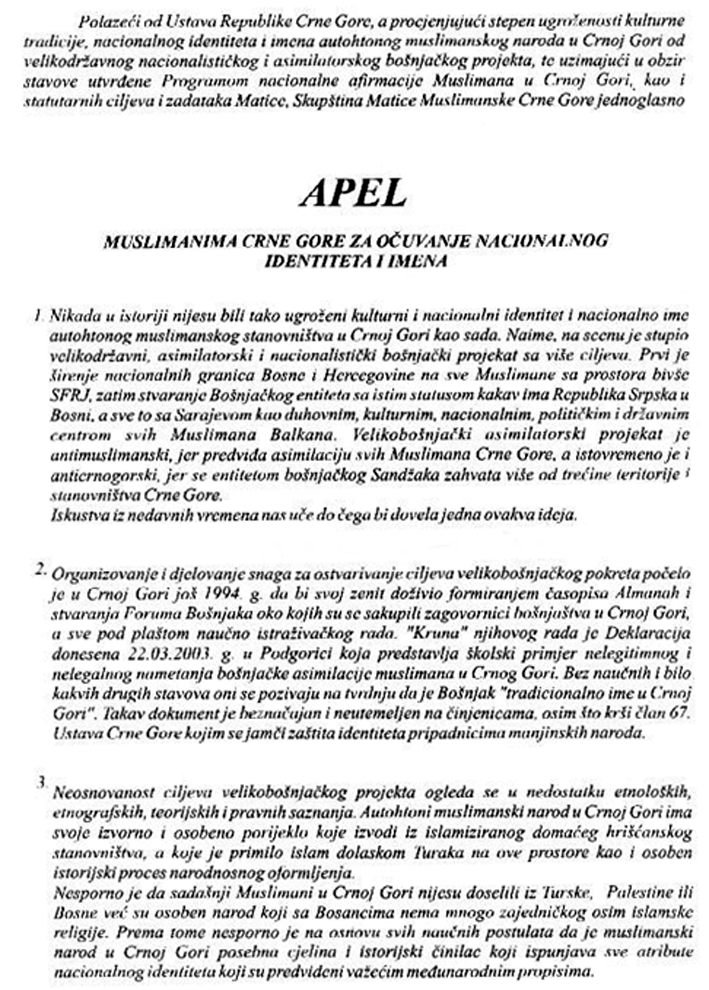 Polazeći od Ustava Republike Crne Gore, a procjenjujući stepen ugroženosti kulturne
tradicije, nacionalnog identiteta i imena autohtonog muslimanskog naroda u Crnoj Gori od
velikodržavnog nacionalističkog i asimilatorskog bošnjačkog projekta, te uzimajući u obzir
stavove utvrđene Programom nacionalne afirmacije Muslimana u Crnoj Gori, kao i
statutarnih ciljeva i zadataka Matice, Skupština Matice Muslimanske Crne Gore jednoglasno
APEL
MUSLIMANIMA CRNE GORE ZA OČUVANJE NACIONALNOG
IDENTITETA I IMENA
1. Nikada u istoriji nijesu bili tako ugroženi kulturni i nacionalni identitet i nacionalno ime
autohtonog muslimanskog stanovništva u Crnoj Gori kao sada. Naime, na scenu je stupio
velikodržavni, asimilatorski i nacionalistički bošnjački projekat sa više ciljeva. Prvi je
širenje nacionalnih granica Bosne i Hercegovine na sve Muslimane sa prostora bivše
SFRJ, zatim stvaranje Bošnjačkog entiteta sa istim statusom kakav ima Republika Srpska u
Bosni, a sve to sa Sarajevom kao duhovnim, kulturnim, nacionalnim, političkim i državnim
centrom svih Muslimana Balkana. Velikobošnjački asimilatorski projekat je
antimuslimanski, jer predviđa asimilaciju svih Muslimana Crne Gore, a istovremeno je i
anticrnogorski, jer se entitetom bošnjačkog Sandžaka zahvata više od trećine teritorije i
stanovništva Crne Gore.
Iskustva iz nedavnih vremena nas uče do čega bi dovela jedna ovakva ideja.
2. Organizovanje i djelovanje snaga za ostvarivanje ciljeva velikobošnjačkog pokreta počelo
je u Crnoj Gori još 1994. g. da bi svoj zenit doživio formiranjem časopisa Almanah i
stvaranja Foruma Bošnjaka oko kojih su se sakupili zagovornici bošnjaštva u Crnoj Gori,
a sve pod plaštom naučno istraživačkog rada. "Kruna" njihovog rada je Deklaracija
donesena 22.03.2003. g. u Podgorici koja predstavlja školski primjer nelegitimnog i
nelegalnog nametanja bošnjačke asimilacije muslimana u Crnog Gori. Bez naučnih i bilo
kakvih drugih stavova oni se pozivaju na tvrdnju da je Bošnjak "tradicionalno ime u Crnoj
Gori". Takav dokument je beznačajan i neutemeljen na činjenicama, osim što krši član 67.
Ustava Crne Gore kojim se jamči zaštita identiteta pripadnicima manjinskih naroda.
3. Neosnovanost ciljeva velikobošnjačkog projekta ogleda se u nedostatku etnoloških,
etnografskih, teorijskih i pravnih saznanja. Autohtoni muslimanski narod u Crnoj Gori ima
svoje izvorno i osobeno porijeklo koje izvodi iz islamiziranog domaćeg hrišćanskog
stanovništva, a koje je primilo islam dolaskom Turaka na ove prostore kao i osoben
istorijski proces narodnosnog oformljenja.
Nesporno je da sadašnji Muslimani u Crnoj Gori nijesu doselili iz Turske, Palestine ili
Bosne već su osoben narod koji sa Bosancima nema mnogo zajedničkog osim islamske
religije. Prema tome nesporno je na osnovu svih naučnih postulata da je muslimanski
narod u Crnoj Gori posebna cjelina i istorijski činilac koji ispunjava sve atribute
nacionalnog identiteta koji su predviđeni važećim međunarodnim propisima.